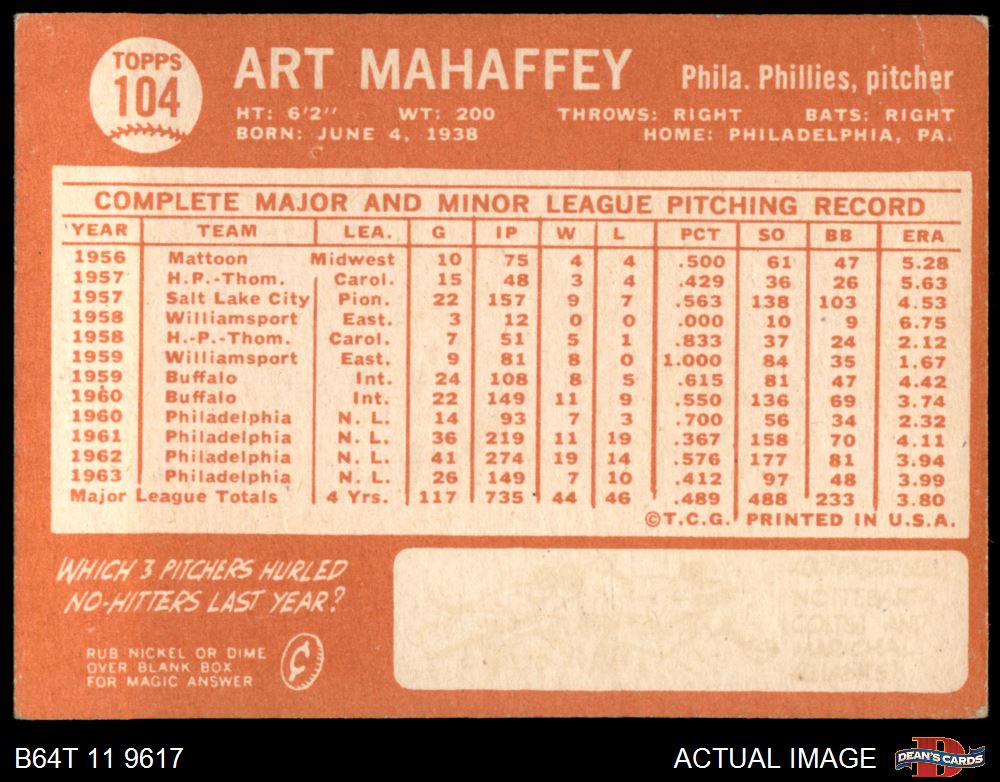 TOPPS
104
ART MAHAFFEY Phila. Phillies, pitcher
HT: 6'2" WT: 200 THROWS: RIGHT BATS: RIGHT
BORN: JUNE 4, 1938 HOME: PHILADELPHIA, PA.
COMPLETE MAJOR AND MINOR LEAGUE PITCHING RECORD
YEAR TEAM LEA. G IP W L PCT SO BB ERA
1956 Mattoon Midwest 10 75 4 4 .500 61 47 5.28
1957 H.P.-Thom. Carol. 15 48 3 4 .429 36 26 5.63
1957 Salt Lake City Pion. 22 157 9 7 .563 138 103 4.53
1958 Williamsport East. 3 12 0 0 .000 10 9 6.75
1958 H.-P.-Thom. Carol. 7 51 5 1 .833 37 24 2.12
1959 Williamsport East. 9 81 8 0 1.000 84 35 1.67
1959 Buffalo Int. 24 108 8 5 .615 81 47 4.42
1960 Buffalo Int. 22 149 11 9 .550 136 69 3.74
1960 Philadelphia N. L. 14 93 7 3 .700 56 34 2.32
1961 Philadelphia N. L. 36 219 11 19 .367 158 70 4.11
1962 Philadelphia N. L. 41 274 19 14 .576 177 81 3.94
1963 Philadelphia N. L. 26 149 7 10 .412 97 48 3.99
Major League Totals 4 Yrs. 117 735 44 46 .489 488 233 3.80
©T.C.G. PRINTED IN U.S.A.
WHICH 3 PITCHERS HURLED
NO-HITTERS LAST YEAR?
RUB NICKEL OR DIME
OVER BLANK BOX
FOR MAGIC ANSWER
¢
B64T 11 9617 ACTUAL IMAGE D DEAN'S CARDS